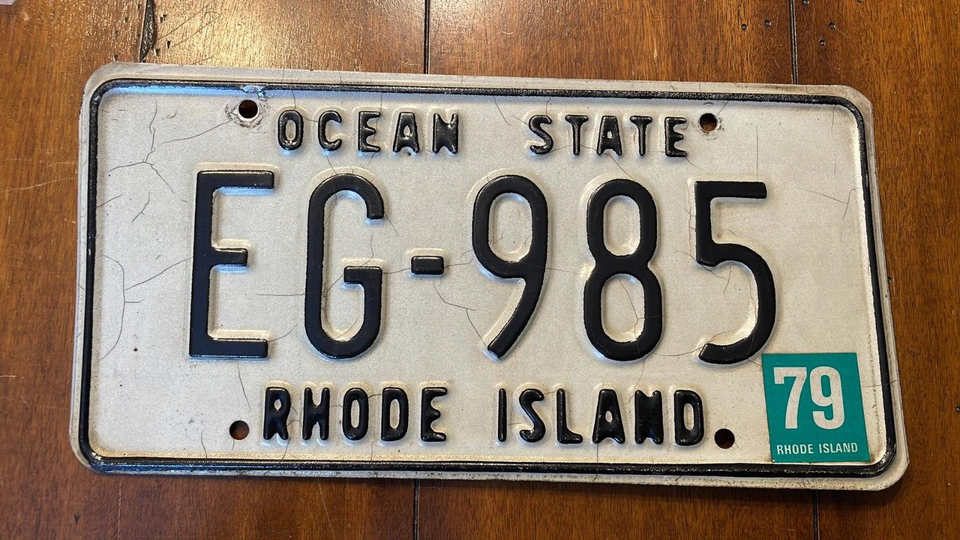 OCEAN STATE
EG-985
RHODE ISLAND
79
RHODE ISLAND